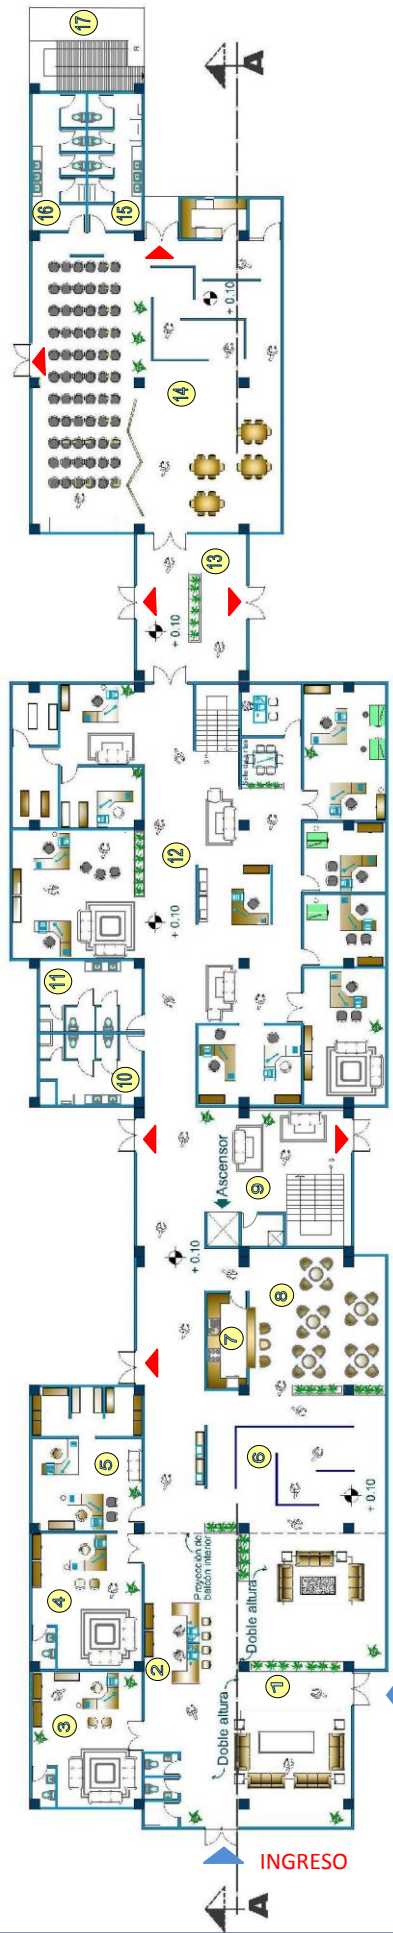 17
A
16
15
+ 0.10
14
13
+ 0.10
12
+ 0.10
11
10
Ascensor
9
+ 0.10
8
7
5
6
+ 0.10
4
Proyección del
balcón interior
2
Doble altura
3
1
Doble altura
INGRESO
A